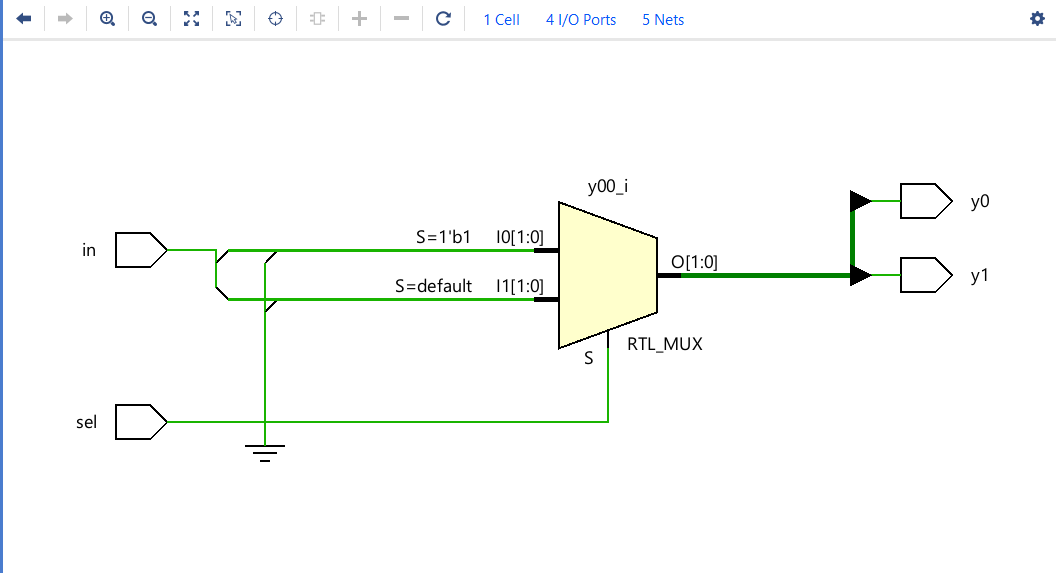 1 Cell 4 I/O Ports 5 Nets
y00_i
y0
in
S=1'b1 I0[1:0]
O[1:0]
y1
S=default I1[1:0]
S
RTL_MUX
sel